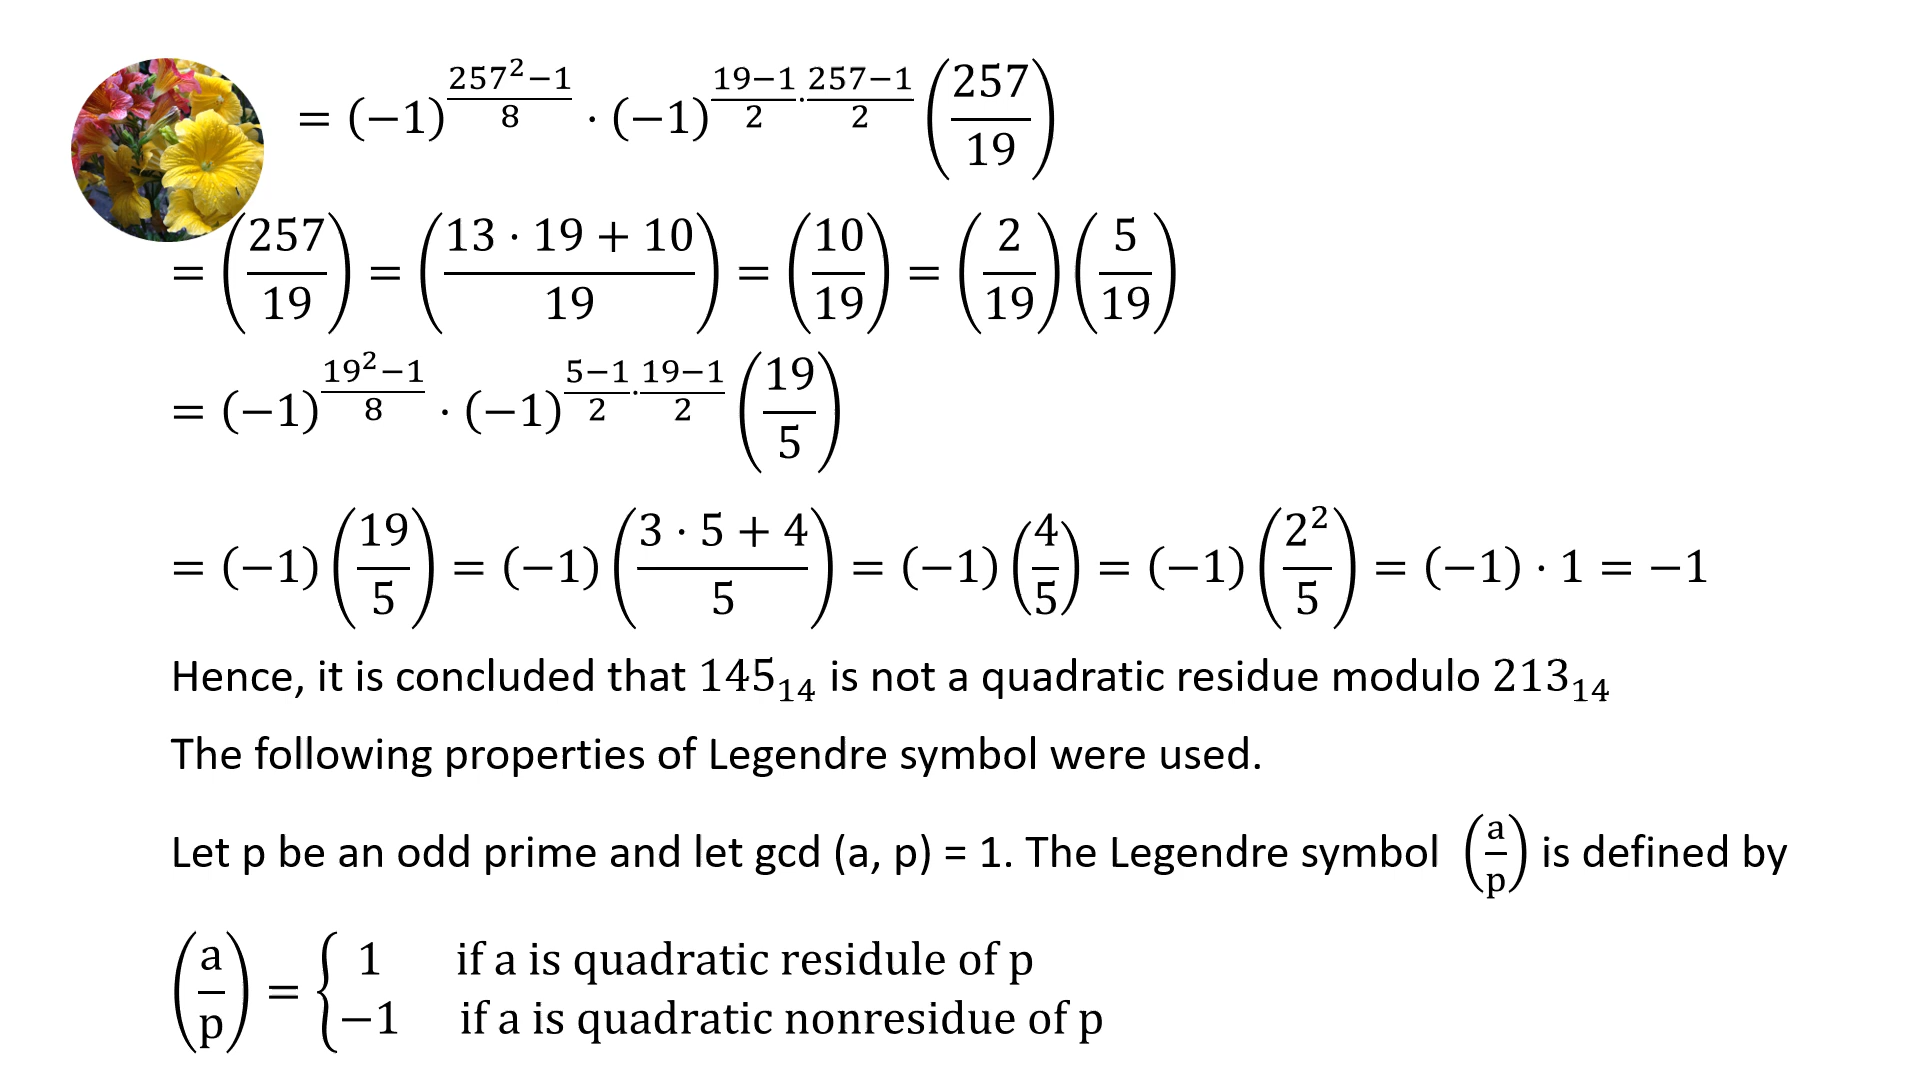 = (−1)^((257²−1)/8) · (−1)^((19−1)/2 · (257−1)/2) (257/19)
= (257/19) = ((13 · 19 + 10)/19) = (10/19) = (2/19)(5/19)
= (−1)^((19²−1)/8) · (−1)^((5−1)/2 · (19−1)/2) (19/5)
= (−1)(19/5) = (−1)((3 · 5 + 4)/5) = (−1)(4/5) = (−1)(2²/5) = (−1) · 1 = −1
Hence, it is concluded that 145₁₄ is not a quadratic residue modulo 213₁₄
The following properties of Legendre symbol were used.
Let p be an odd prime and let gcd (a, p) = 1. The Legendre symbol (a/p) is defined by
(a/p) = { 1 if a is quadratic residule of p
−1 if a is quadratic nonresidue of p